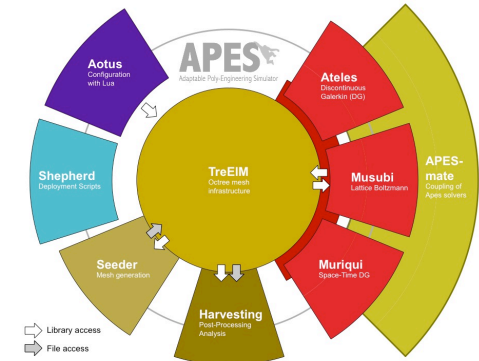 APES
Adaptable Poly-Engineering Simulator
Aotus
Configuration
with Lua
Ateles
Discontinuous
Galerkin (DG)
Shepherd
Deployment Scripts
TreElM
Octree mesh
infrastructure
Musubi
Lattice Boltzmann
APES-
mate
Coupling of
Apes solvers
Seeder
Mesh generation
Muriqui
Space-Time DG
Harvesting
Post-Processing
Analysis
Library access
File access